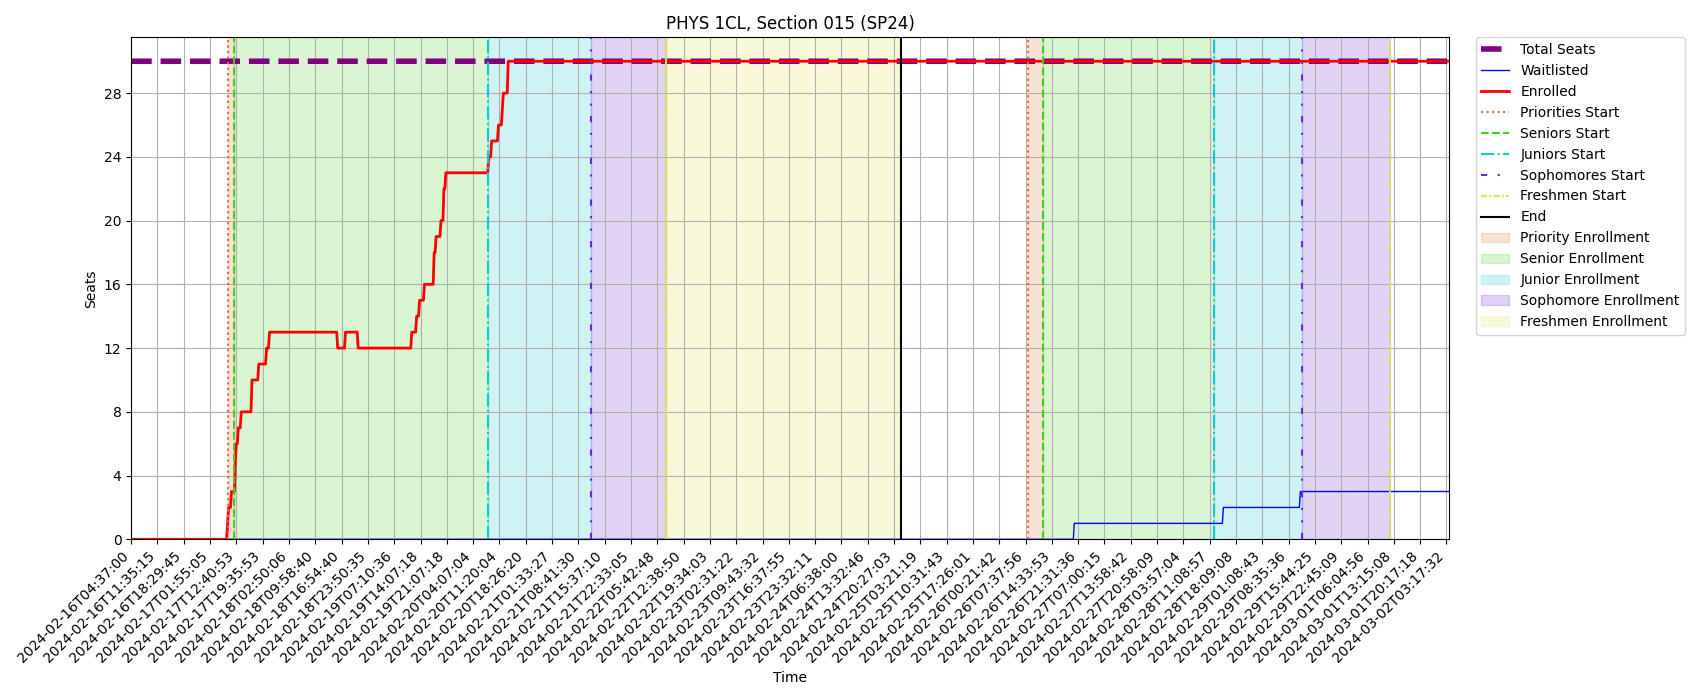 PHYS 1CL, Section 015 (SP24)
Seats
28
24
20
16
12
8
4
0
2024-02-16T04:37:00
2024-02-16T11:35:15
2024-02-16T18:29:45
2024-02-17T01:55:05
2024-02-17T12:40:53
2024-02-17T19:35:53
2024-02-18T02:50:06
2024-02-18T09:58:40
2024-02-18T16:54:40
2024-02-18T23:50:35
2024-02-19T07:10:36
2024-02-19T14:07:18
2024-02-19T21:07:18
2024-02-20T04:07:04
2024-02-20T11:20:04
2024-02-20T18:26:20
2024-02-21T01:33:27
2024-02-21T08:41:30
2024-02-21T15:37:10
2024-02-21T22:33:05
2024-02-22T05:42:48
2024-02-22T12:38:50
2024-02-22T19:34:03
2024-02-23T02:31:22
2024-02-23T09:43:32
2024-02-23T16:37:55
2024-02-23T23:32:11
2024-02-24T06:38:00
2024-02-24T13:32:46
2024-02-24T20:27:03
2024-02-25T03:21:19
2024-02-25T10:31:43
2024-02-25T17:26:01
2024-02-26T00:21:42
2024-02-26T07:37:56
2024-02-26T14:33:53
2024-02-26T21:31:36
2024-02-27T07:00:15
2024-02-27T13:58:42
2024-02-27T20:58:09
2024-02-28T03:57:04
2024-02-28T11:08:57
2024-02-28T18:09:08
2024-02-29T01:08:43
2024-02-29T08:35:36
2024-02-29T15:44:25
2024-02-29T22:45:09
2024-03-01T06:04:56
2024-03-01T13:15:08
2024-03-01T20:17:18
2024-03-02T03:17:32
Time
Total Seats
Waitlisted
Enrolled
Priorities Start
Seniors Start
Juniors Start
Sophomores Start
Freshmen Start
End
Priority Enrollment
Senior Enrollment
Junior Enrollment
Sophomore Enrollment
Freshmen Enrollment